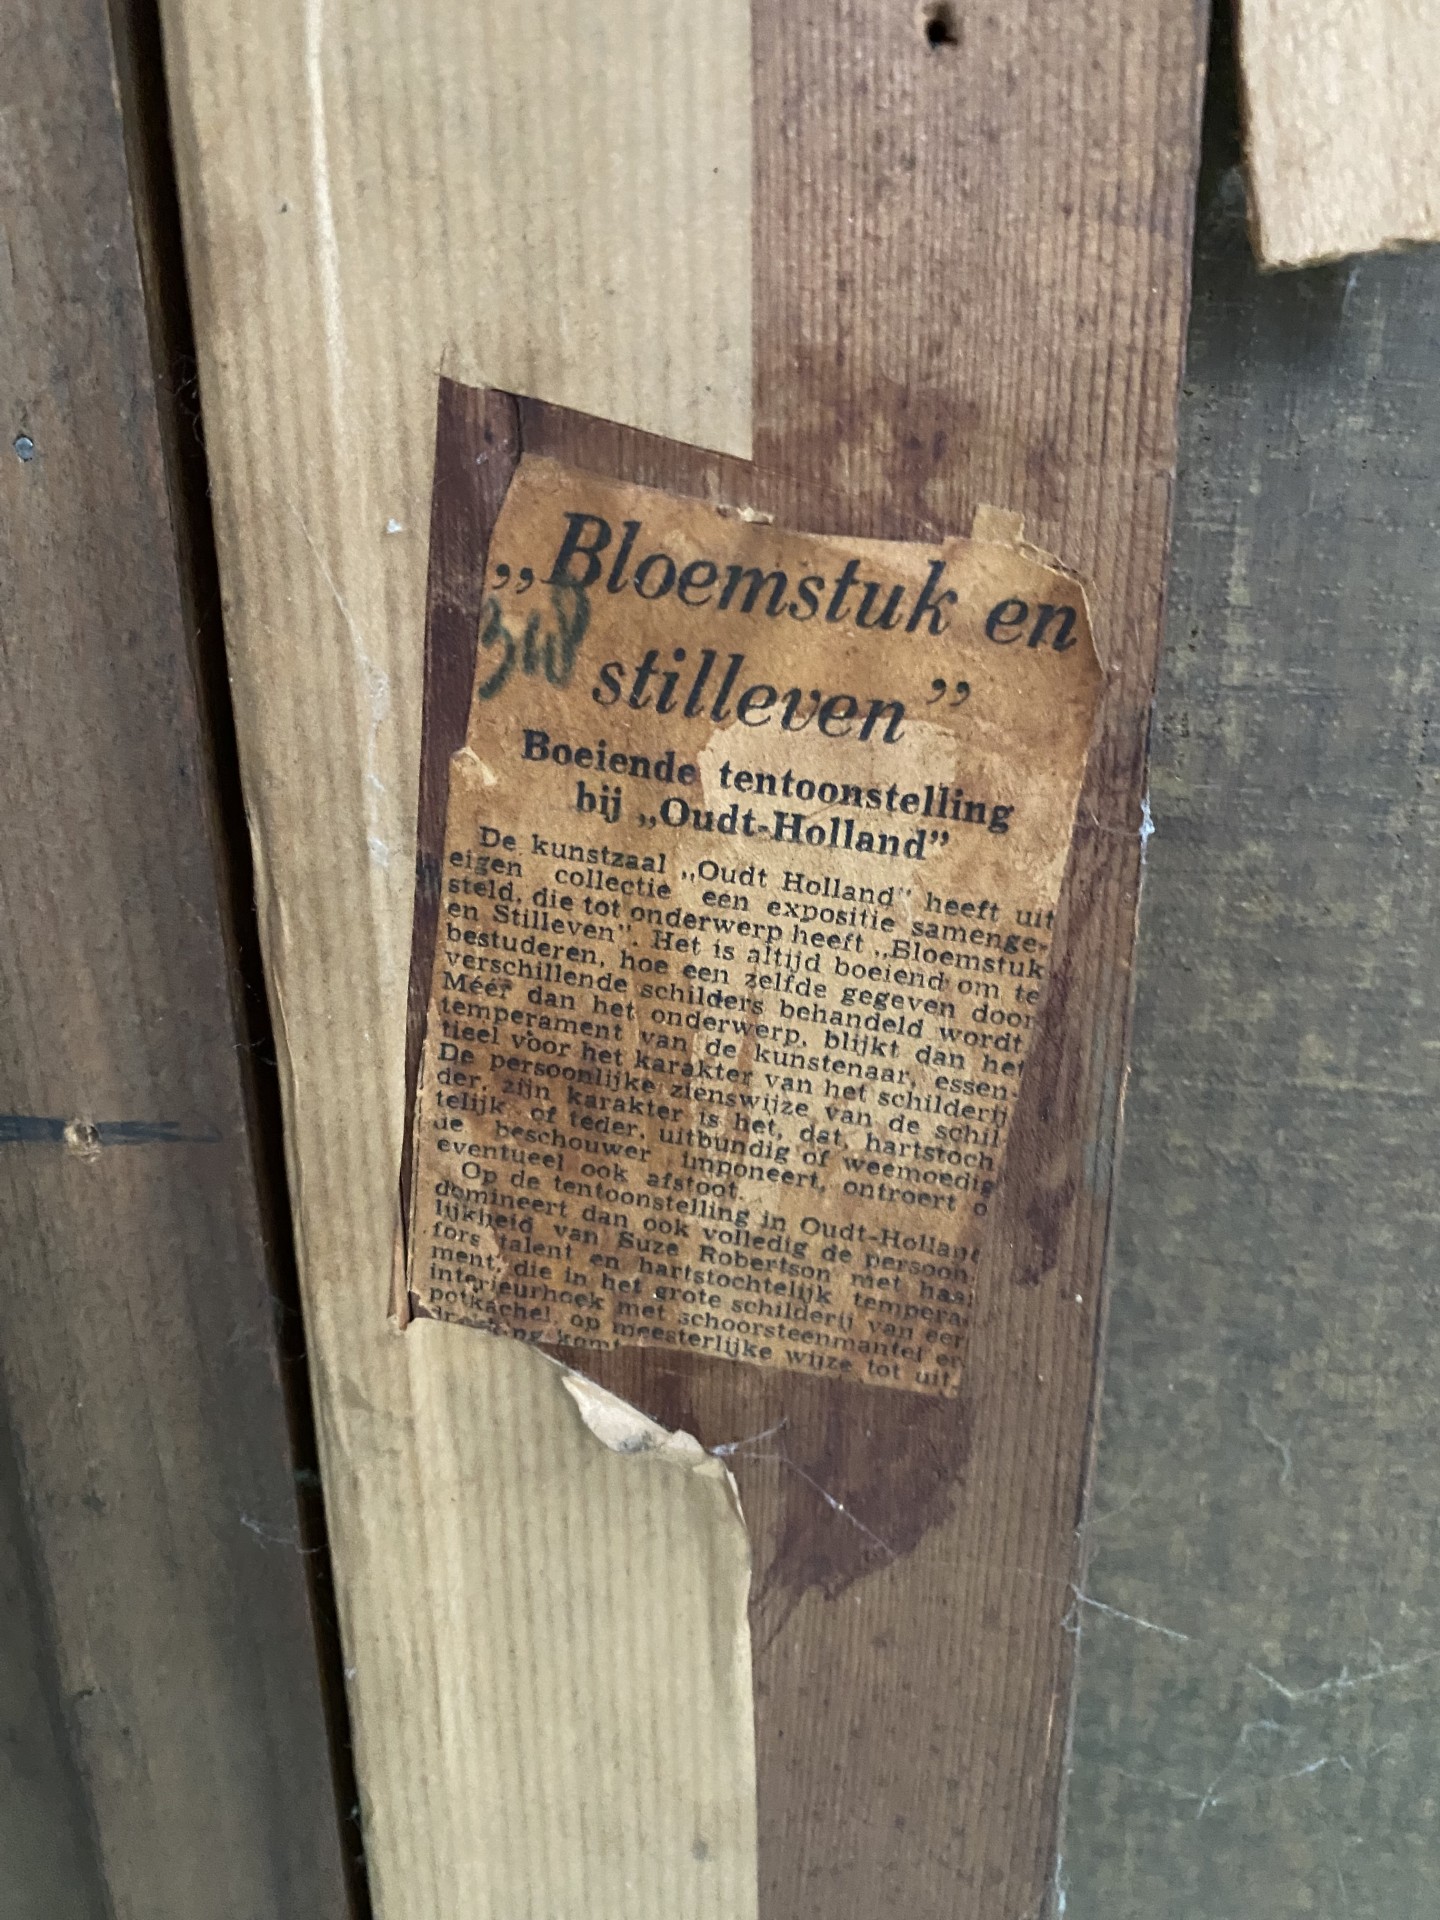 „Bloemstuk en
348
stilleven”
Boeiende tentoonstelling
bij „Oudt-Holland”
De kunstzaal „Oudt Holland” heeft uit
eigen collectie een expositie samenge-
steld, die tot onderwerp heeft „Bloemstuk
en Stilleven”. Het is altijd boeiend om te
bestuderen, hoe een zelfde gegeven door
verschillende schilders behandeld wordt.
Méér dan het onderwerp, blijkt dan het
temperament van de kunstenaar, essen-
tieel voor het karakter van het schilderij
De persoonlijke zienswijze van de schil-
der, zijn karakter is het, dat, hartstoch
telijk of teder, uitbundig of weemoedig
de beschouwer imponeert, ontroert o
eventueel ook afstoot.
Op de tentoonstelling in Oudt-Holland
domineert dan ook volledig de persoon
lijkheid van Suze Robertson met haar
fors talent en hartstochtelijk tempera-
ment, die in het grote schilderij van een
interieurhoek met schoorsteenmantel en
potkachel, op meesterlijke wijze tot uit-